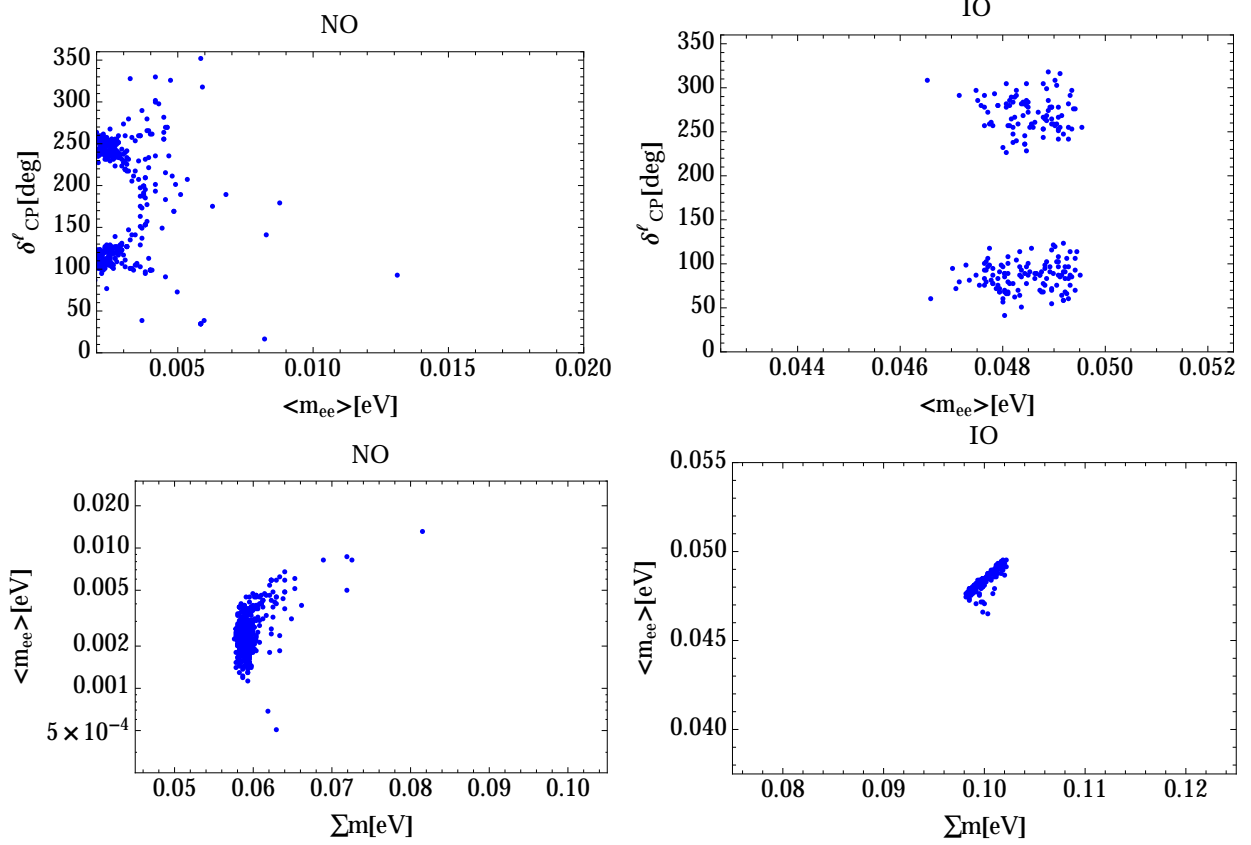 NO
350
300
250
200
150
100
50
0
δℓCP[deg]
0.005 0.010 0.015 0.020
<mee>[eV]
IO
350
300
250
200
150
100
50
0
δℓCP[deg]
0.044 0.046 0.048 0.050 0.052
<mee>[eV]
NO
0.020
0.010
0.005
0.002
0.001
5 × 10−4
<mee>[eV]
0.05 0.06 0.07 0.08 0.09 0.10
∑m[eV]
IO
0.055
0.050
0.045
0.040
<mee>[eV]
0.08 0.09 0.10 0.11 0.12
∑m[eV]